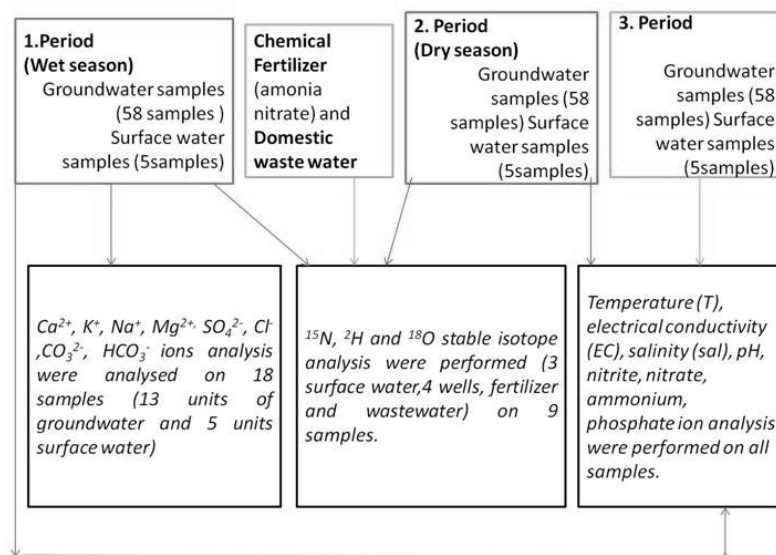 1.Period
(Wet season)
Groundwater samples
(58 samples )
Surface water
samples (5samples)
Chemical
Fertilizer
(amonia
nitrate) and
Domestic
waste water
2. Period
(Dry season)
Groundwater
samples (58
samples) Surface
water samples
(5samples)
3. Period
Groundwater
samples (58
samples) Surface
water samples
(5samples)
Ca²⁺, K⁺, Na⁺, Mg²⁺, SO₄²⁻, Cl⁻
,CO₃²⁻, HCO₃⁻ ions analysis
were analysed on 18
samples (13 units of
groundwater and 5 units
surface water)
¹⁵N, ²H and ¹⁸O stable isotope
analysis were performed (3
surface water,4 wells, fertilizer
and wastewater) on 9
samples.
Temperature (T),
electrical conductivity
(EC), salinity (sal), pH,
nitrite, nitrate,
ammonium,
phosphate ion analysis
were performed on all
samples.